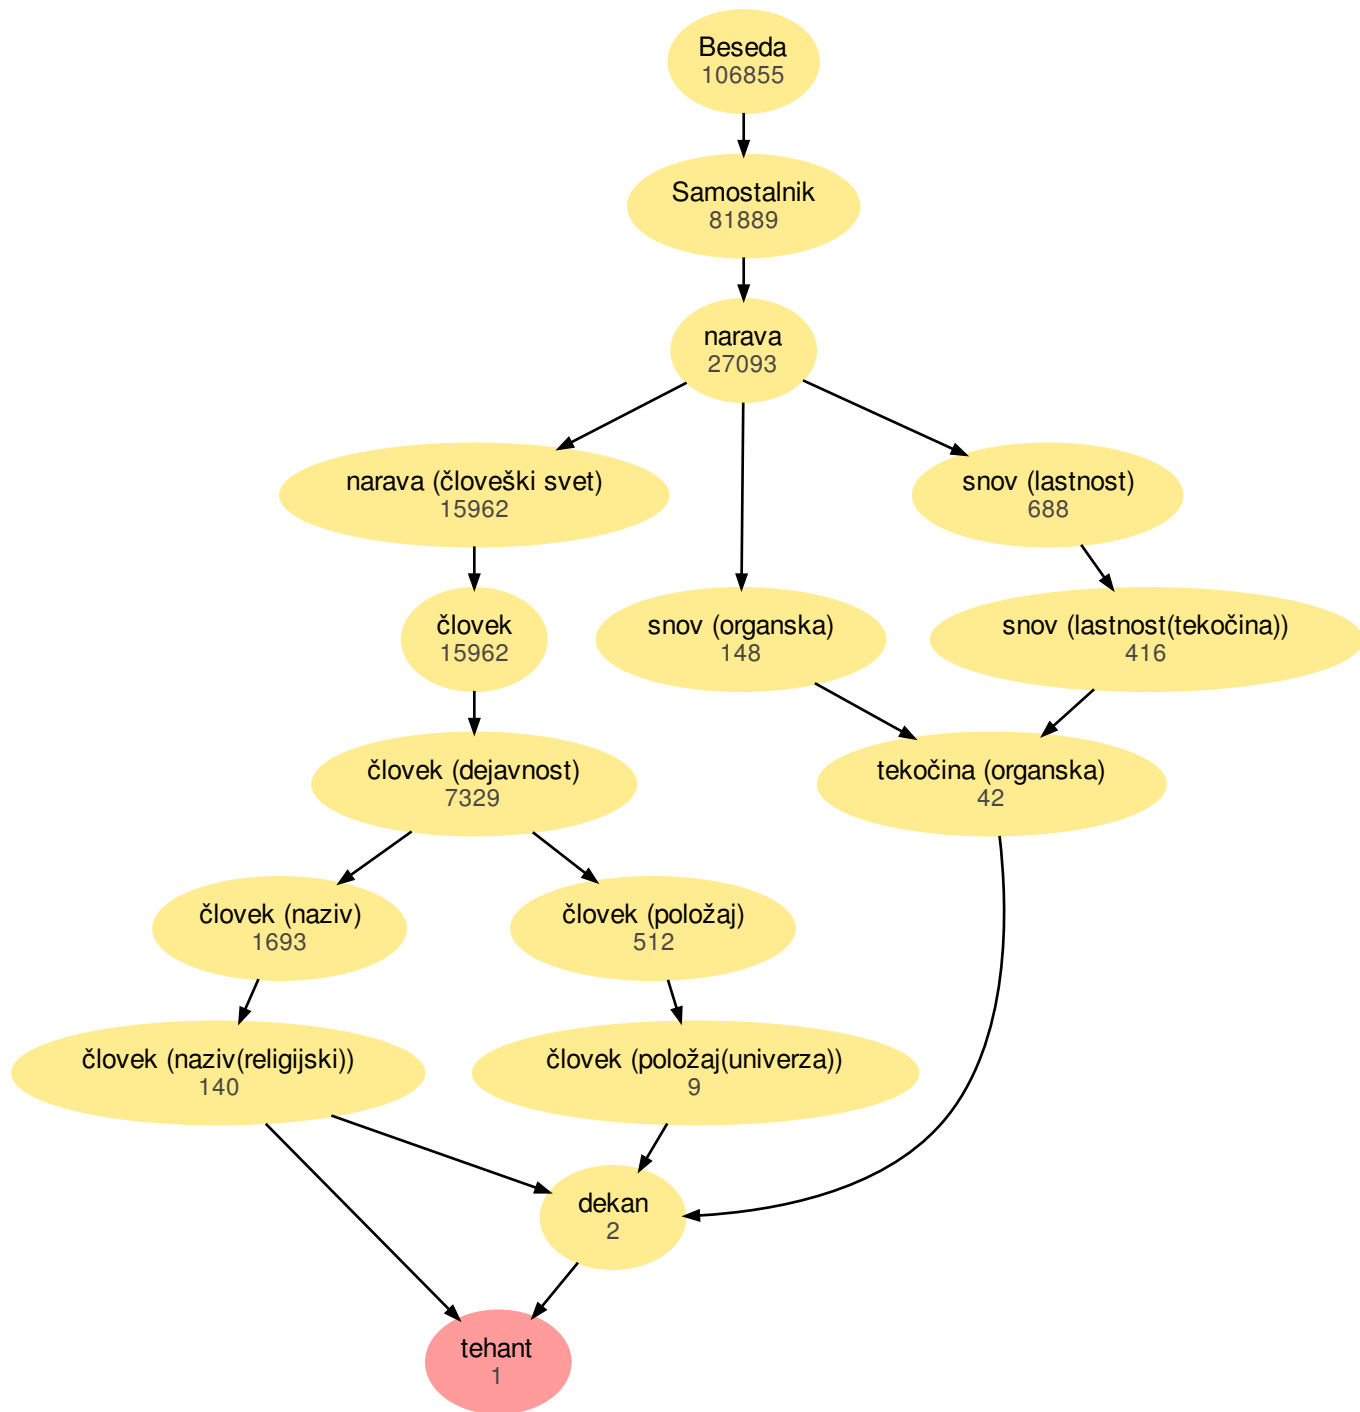 Beseda
106855
Samostalnik
81889
narava
27093
narava (človeški svet)
15962
snov (lastnost)
688
človek
15962
snov (organska)
148
snov (lastnost(tekočina))
416
človek (dejavnost)
7329
tekočina (organska)
42
človek (naziv)
1693
človek (položaj)
512
človek (naziv(religijski))
140
človek (položaj(univerza))
9
dekan
2
tehant
1